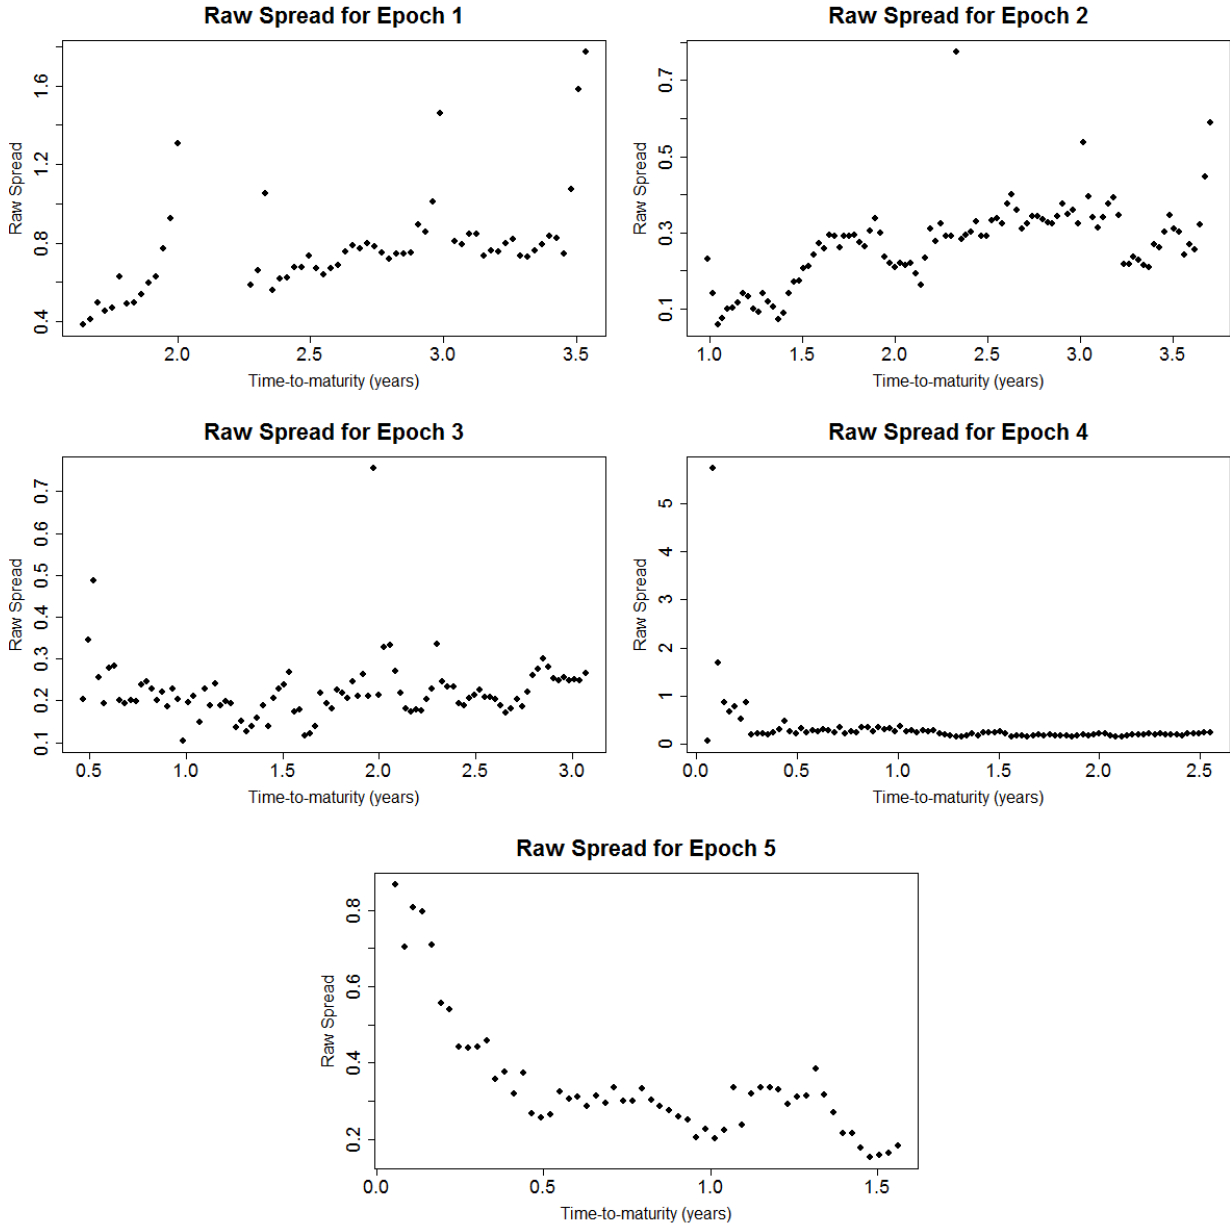 Raw Spread for Epoch 1
Raw Spread
0.4 0.8 1.2 1.6
2.0 2.5 3.0 3.5
Time-to-maturity (years)
Raw Spread for Epoch 2
Raw Spread
0.1 0.3 0.5 0.7
1.0 1.5 2.0 2.5 3.0 3.5
Time-to-maturity (years)
Raw Spread for Epoch 3
Raw Spread
0.1 0.2 0.3 0.4 0.5 0.6 0.7
0.5 1.0 1.5 2.0 2.5 3.0
Time-to-maturity (years)
Raw Spread for Epoch 4
Raw Spread
0 1 2 3 4 5
0.0 0.5 1.0 1.5 2.0 2.5
Time-to-maturity (years)
Raw Spread for Epoch 5
Raw Spread
0.2 0.4 0.6 0.8
0.0 0.5 1.0 1.5
Time-to-maturity (years)